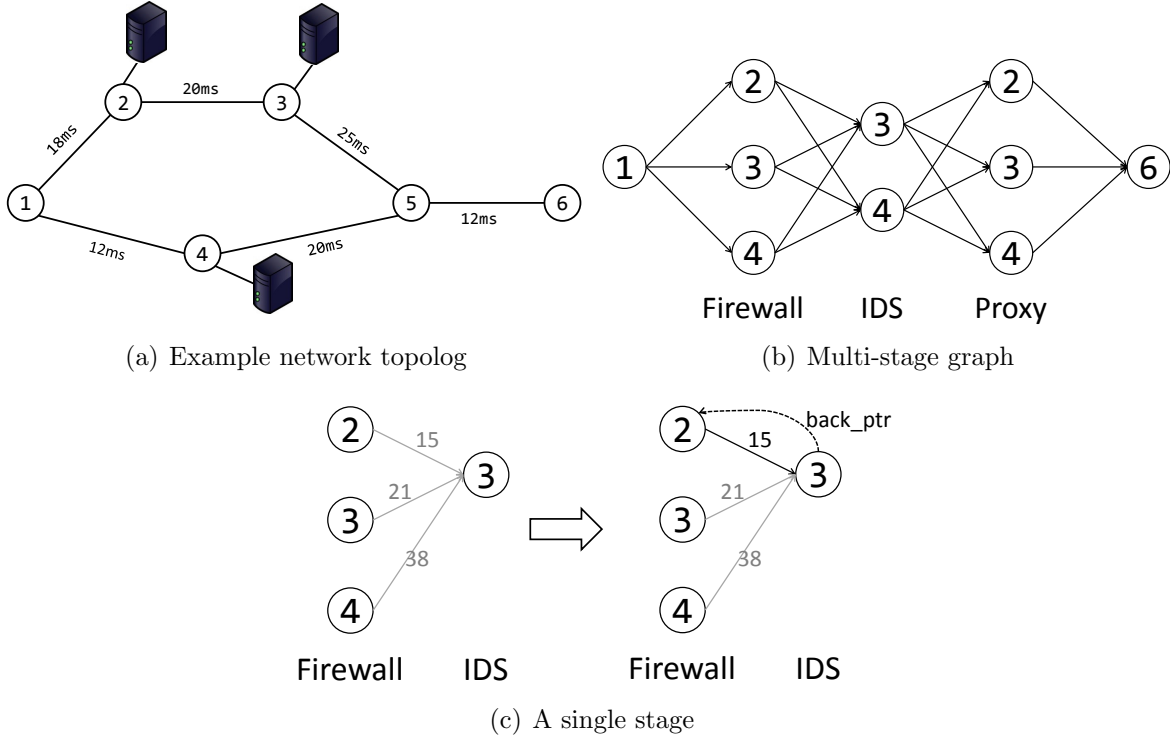 20ms
2
3
18ms
25ms
1
5
6
12ms
4
20ms
12ms
(a) Example network topolog
2
2
3
1
3
3
6
4
4
4
Firewall IDS Proxy
(b) Multi-stage graph
2
15
3
21
3
38
4
Firewall IDS
back_ptr
2
15
3
21
3
38
4
Firewall IDS
(c) A single stage